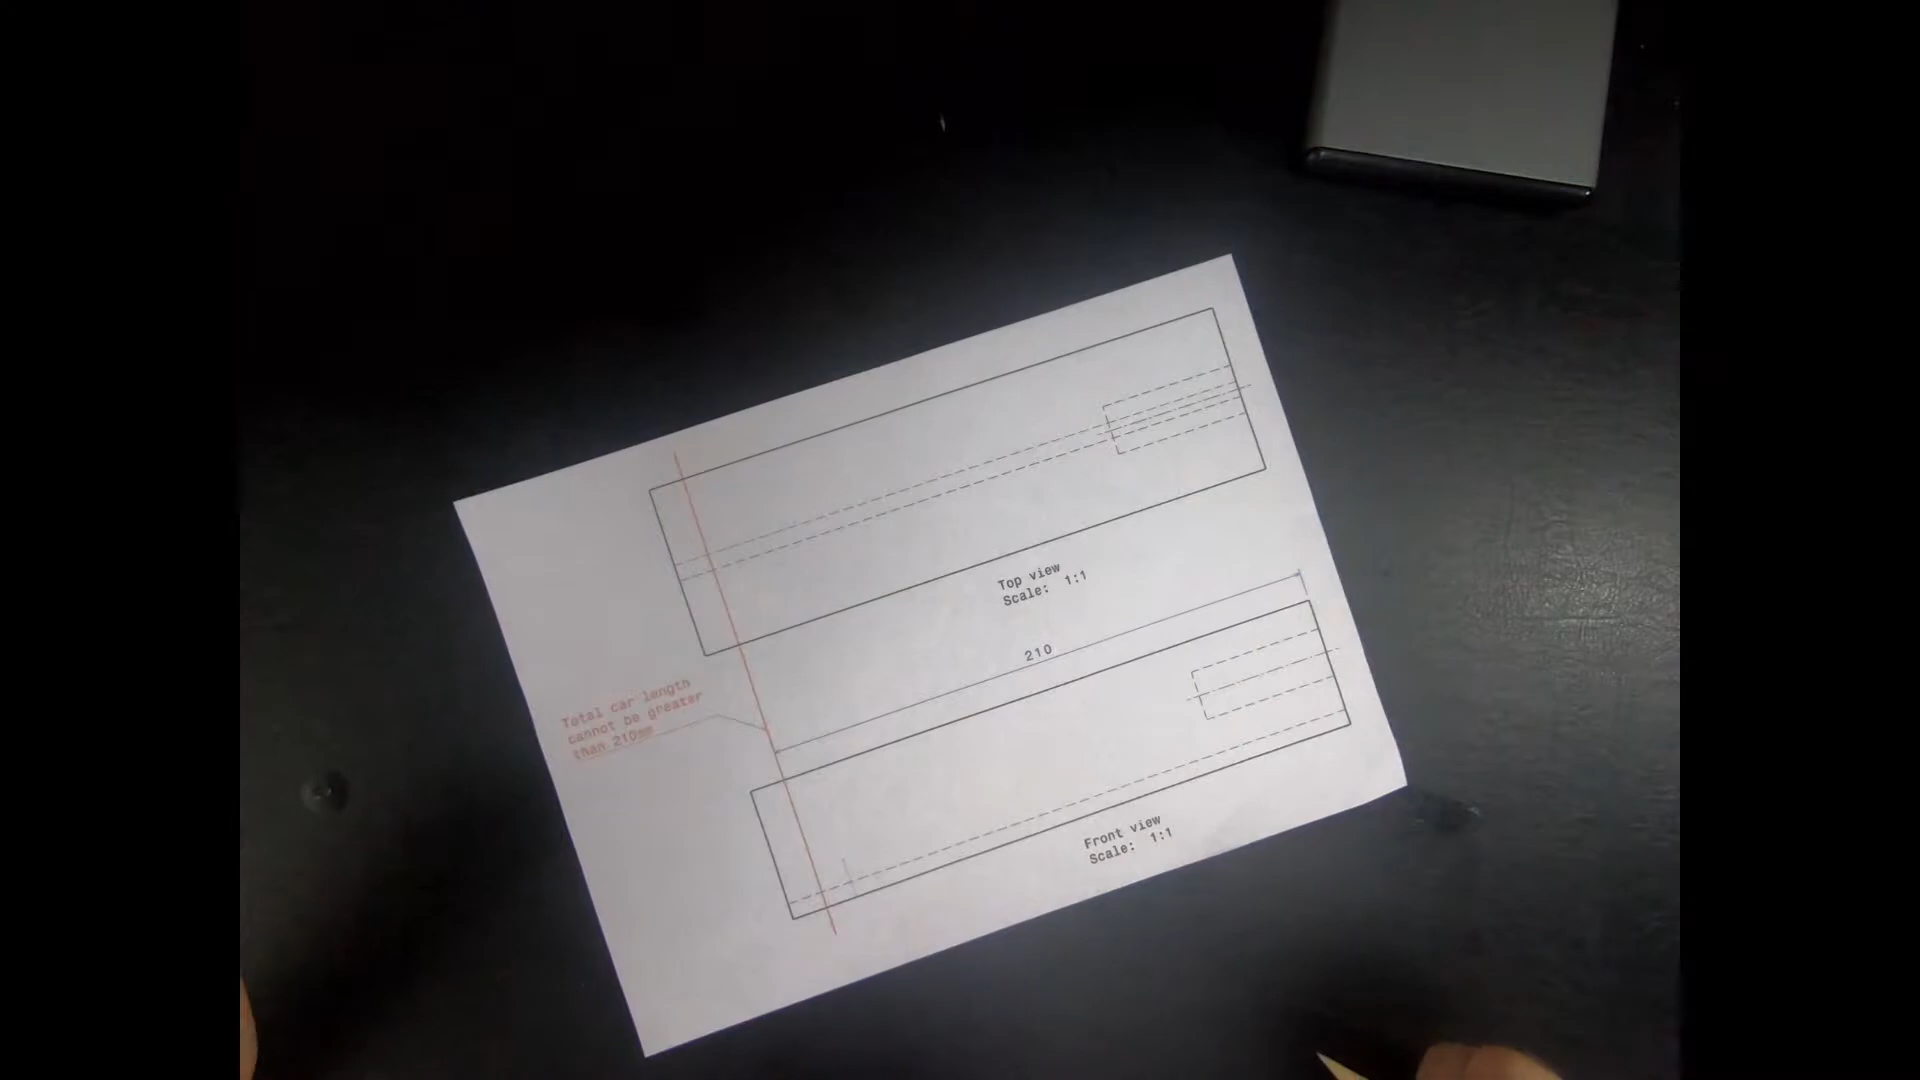 Top view
Scale: 1:1
210
Total car length
cannot be greater
than 210mm
Front view
Scale: 1:1